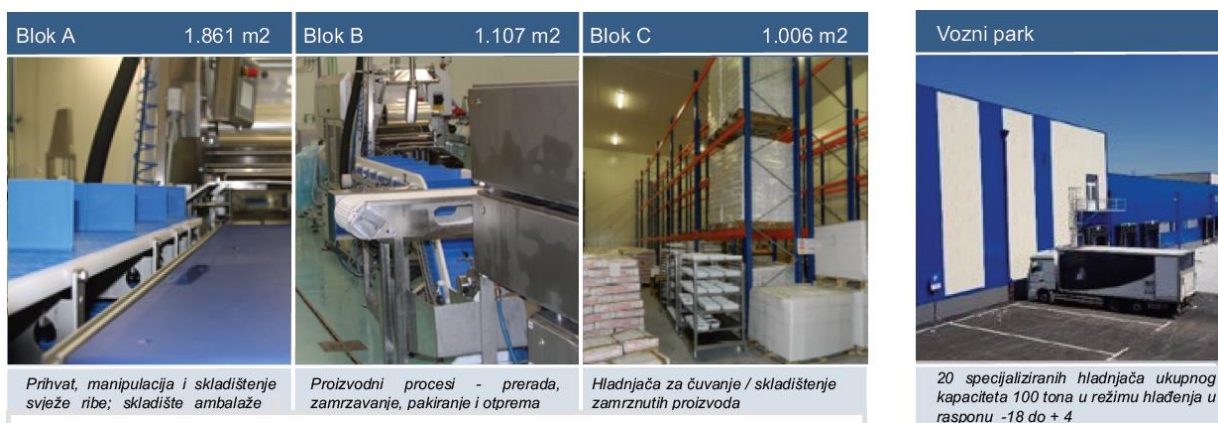 Blok A 1.861 m2
Blok B 1.107 m2
Blok C 1.006 m2
Vozni park
Prihvat, manipulacija i skladištenje
svježe ribe; skladište ambalaže
Proizvodni procesi - prerada,
zamrzavanje, pakiranje i otprema
Hladnjača za čuvanje / skladištenje
zamrznutih proizvoda
20 specijaliziranih hladnjača ukupnog
kapaciteta 100 tona u režimu hlađenja u
rasponu -18 do + 4